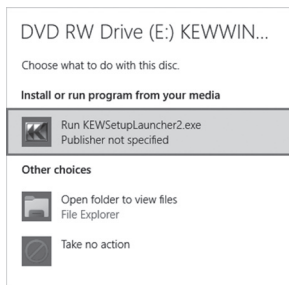 DVD RW Drive (E:) KEWWIN...
Choose what to do with this disc.
Install or run program from your media
Run KEWSetupLauncher2.exe
Publisher not specified
Other choices
Open folder to view files
File Explorer
Take no action